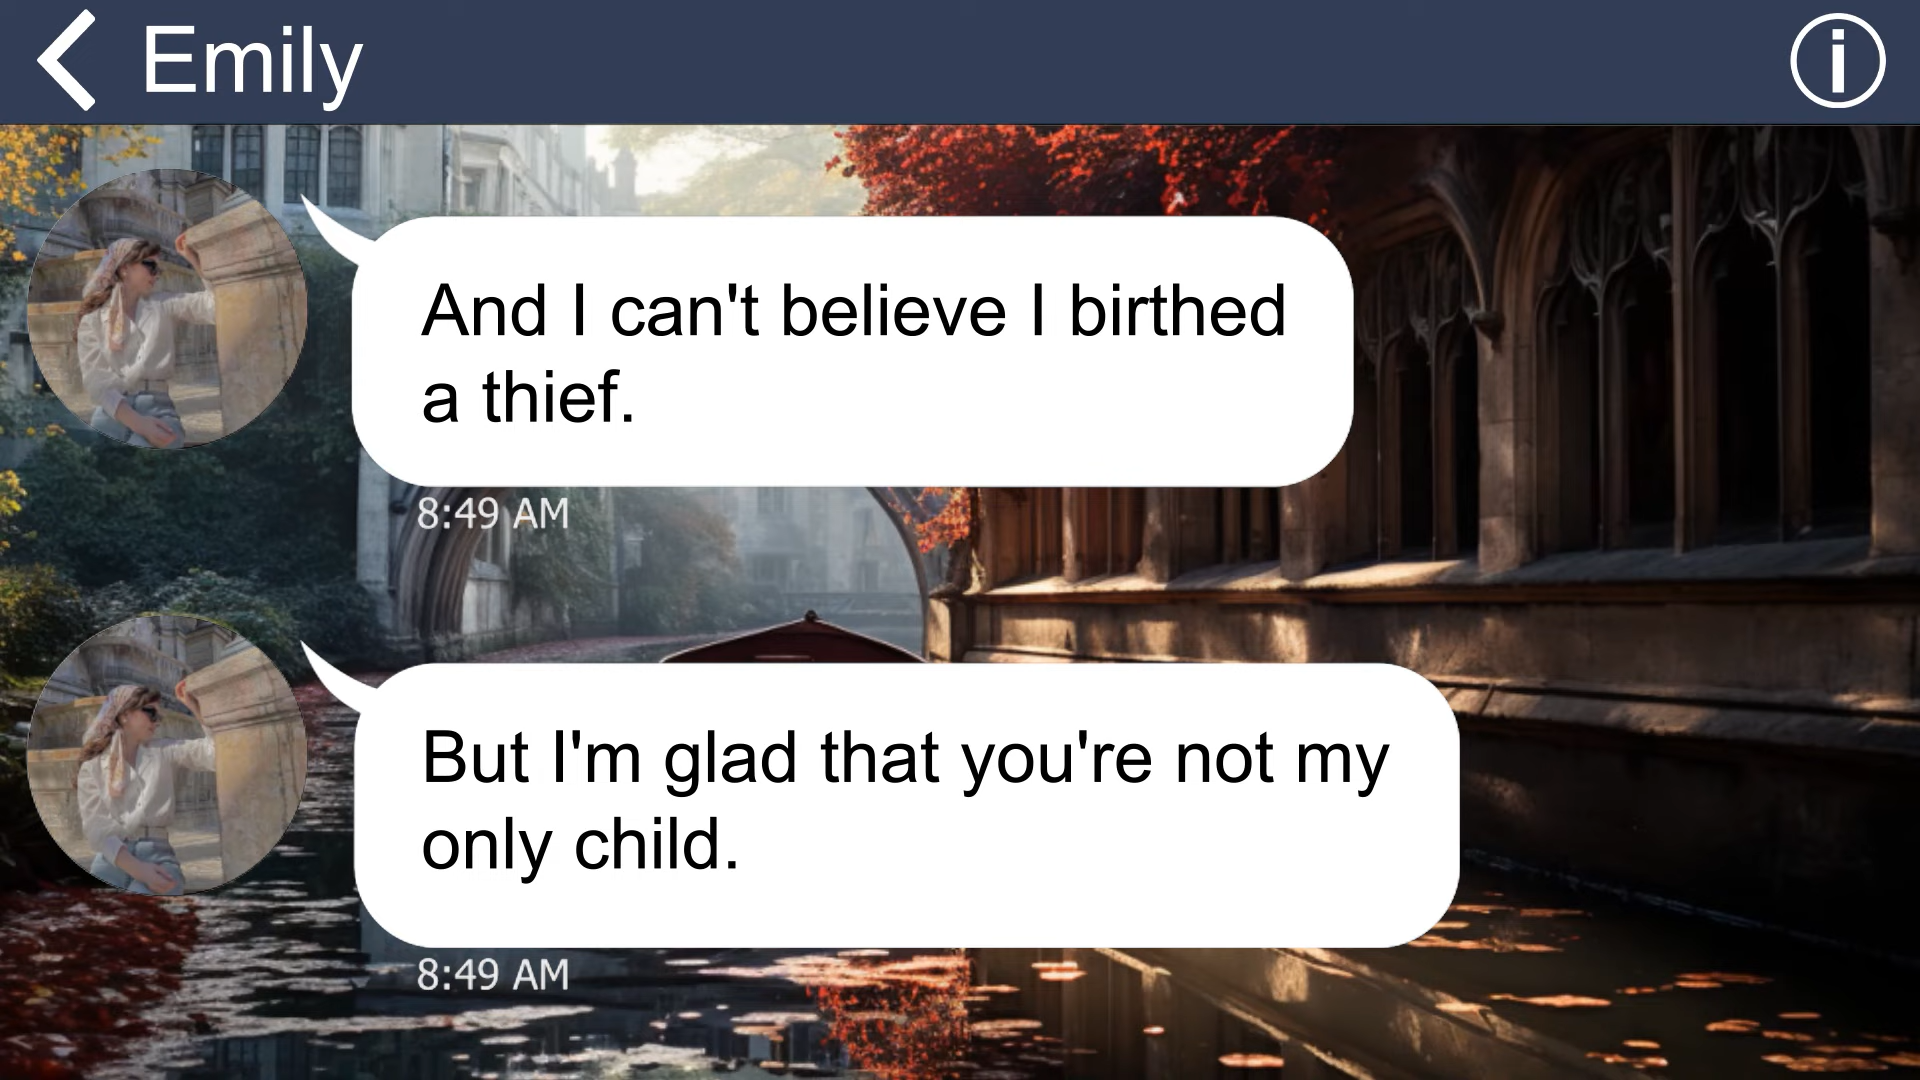 Emily
And I can't believe I birthed
a thief.
8:49 AM
But I'm glad that you're not my
only child.
8:49 AM